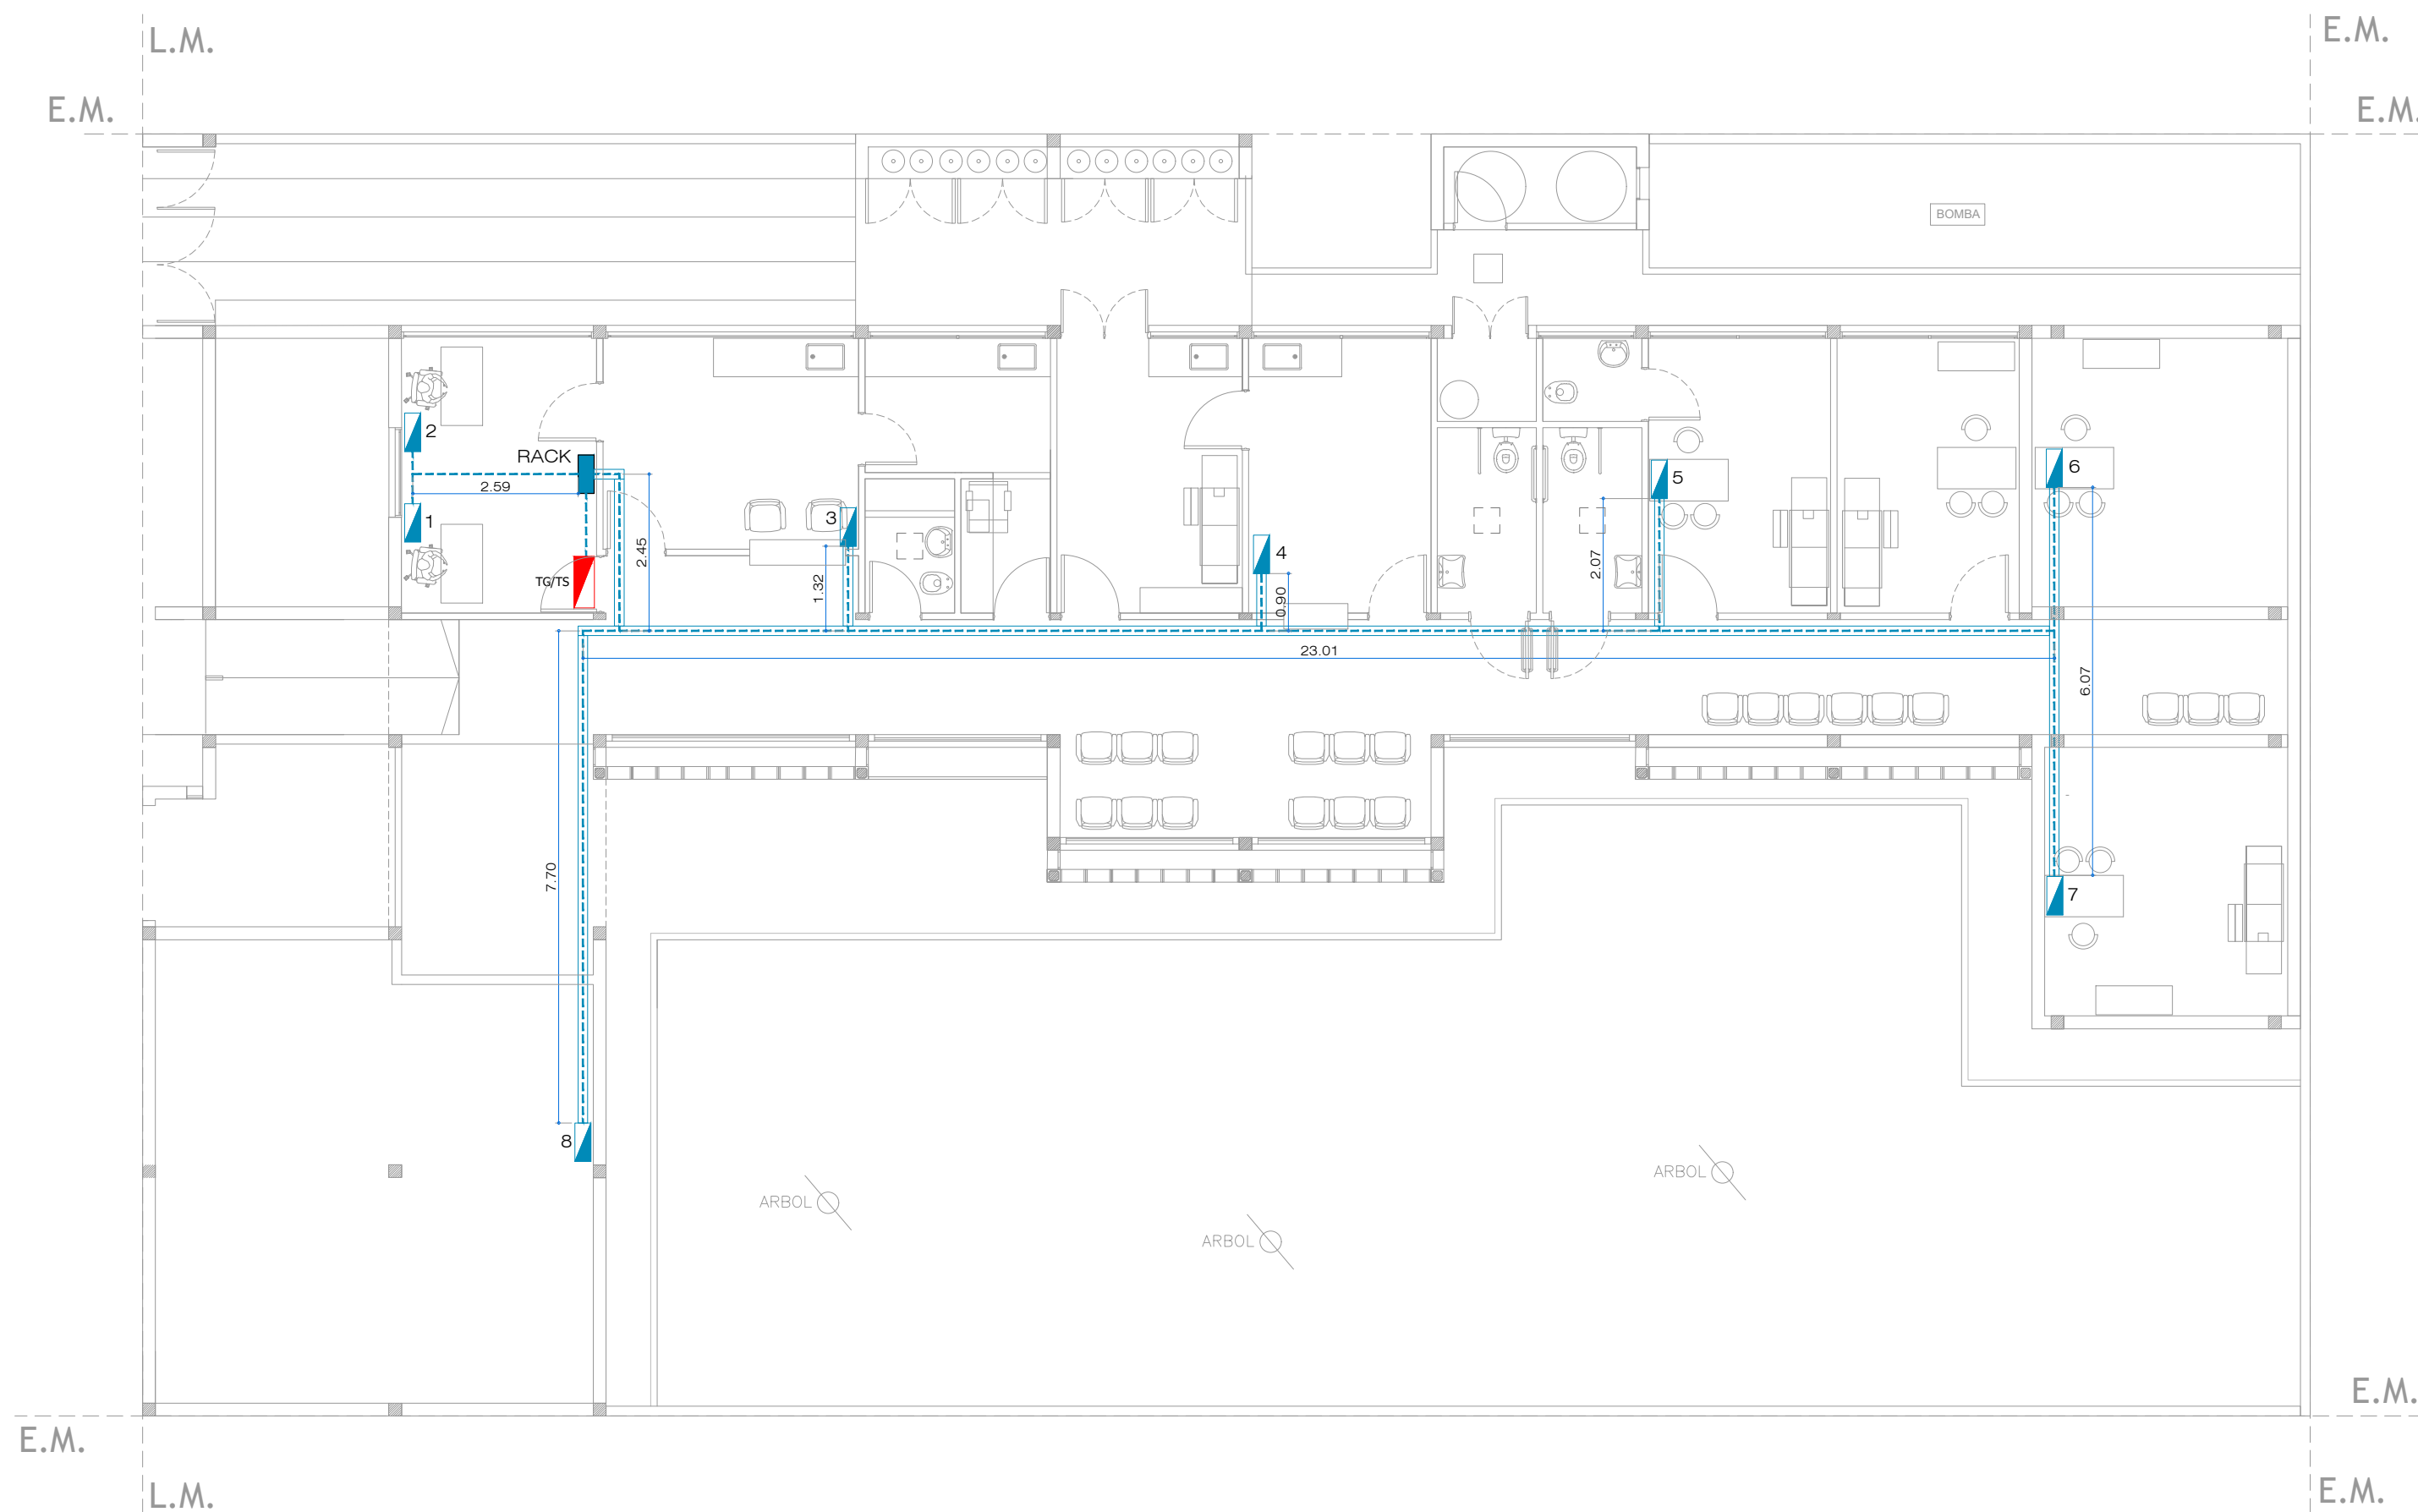 L.M.
E.M.
E.M.
E.M.
BOMBA
2
RACK
2.59
1
TG/TS
2.45
3
1.32
4
0.90
5
2.07
6
23.01
6.07
7.70
7
8
ARBOL
ARBOL
ARBOL
E.M.
E.M.
L.M.
E.M.